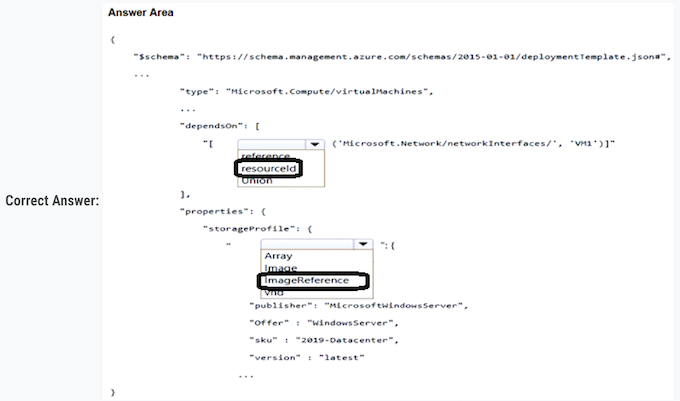 Answer Area
{
"$schema": "https://schema.management.azure.com/schemas/2015-01-01/deploymentTemplate.json#",
...
"type": "Microsoft.Compute/virtualMachines",
...
"dependsOn": [
"[ ('Microsoft.Network/networkInterfaces/', 'VM1')]"
reference
resourceId
Union
],
"properties": {
"storageProfile": {
" ":{
Array
Image
ImageReference
vhd
"publisher": "MicrosoftWindowsServer",
"Offer" : "WindowsServer",
"sku" : "2019-Datacenter",
"version" : "latest"
...
}
Correct Answer: